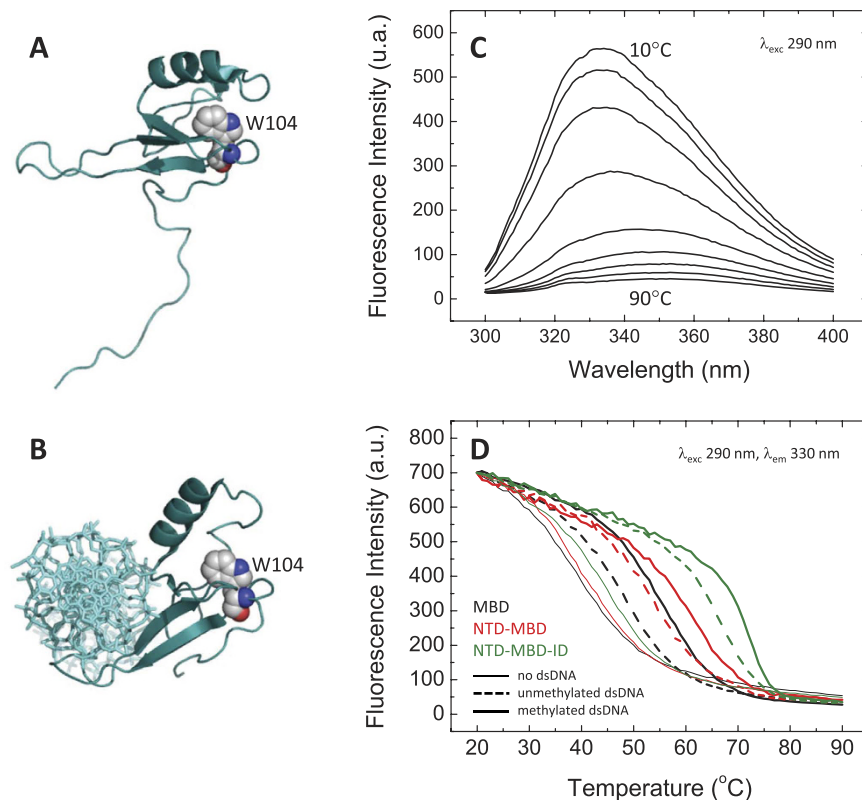 A
W104
B
W104
C
10°C
λexc 290 nm
90°C
Fluorescence Intensity (u.a.)
600
500
400
300
200
100
0
300 320 340 360 380 400
Wavelength (nm)
D
λexc 290 nm, λem 330 nm
Fluorescence Intensity (a.u.)
800
700
600
500
400
300
200
100
0
MBD
NTD-MBD
NTD-MBD-ID
no dsDNA
unmethylated dsDNA
methylated dsDNA
20 30 40 50 60 70 80 90
Temperature (°C)